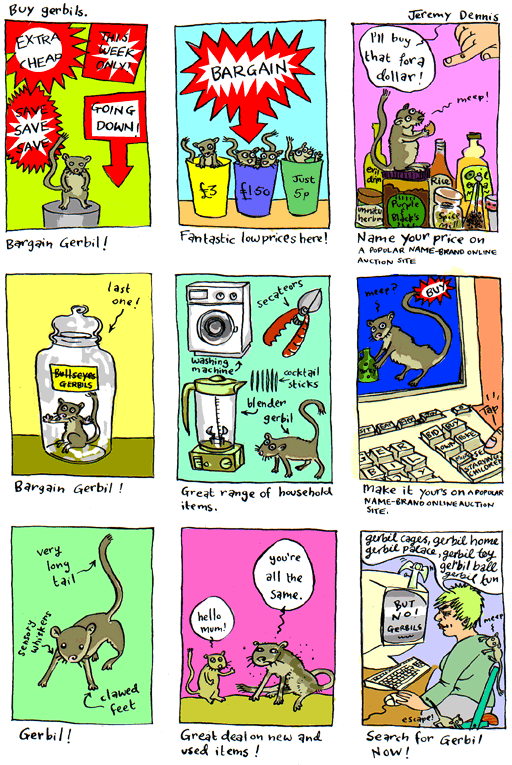 Buy gerbils.
Jeremy Dennis
EXTRA
CHEAP
THIS
WEEK
ONLY!
SAVE
SAVE
SAVE
GOING
DOWN!
Bargain Gerbil!
BARGAIN
£3
£1.50
Just
5p
Fantastic low prices here!
I'll buy
that for a
dollar!
meep!
Rice
Purple
Black's
Spice
Name your price on
A POPULAR NAME-BRAND ONLINE
AUCTION SITE
last
one!
Bullseyes
GERBILS
Bargain Gerbil!
secateors
washing
machine
cocktail
sticks
blender
gerbil
Great range of household
items.
meep?
BUY
Tap
BID
BUY
Make it yours on A POPULAR
NAME-BRAND ONLINE AUCTION
SITE.
very
long
tail
sensory
whiskers
clawed
feet
Gerbil!
you're
all the
same.
hello
mum!
Great deal on new and
used items!
gerbil cages, gerbil home
gerbil palace, gerbil toy
gerbil ball
gerbil fun
BUT
NO!
GERBILS
meep!
escape!
Search for Gerbil
NOW!